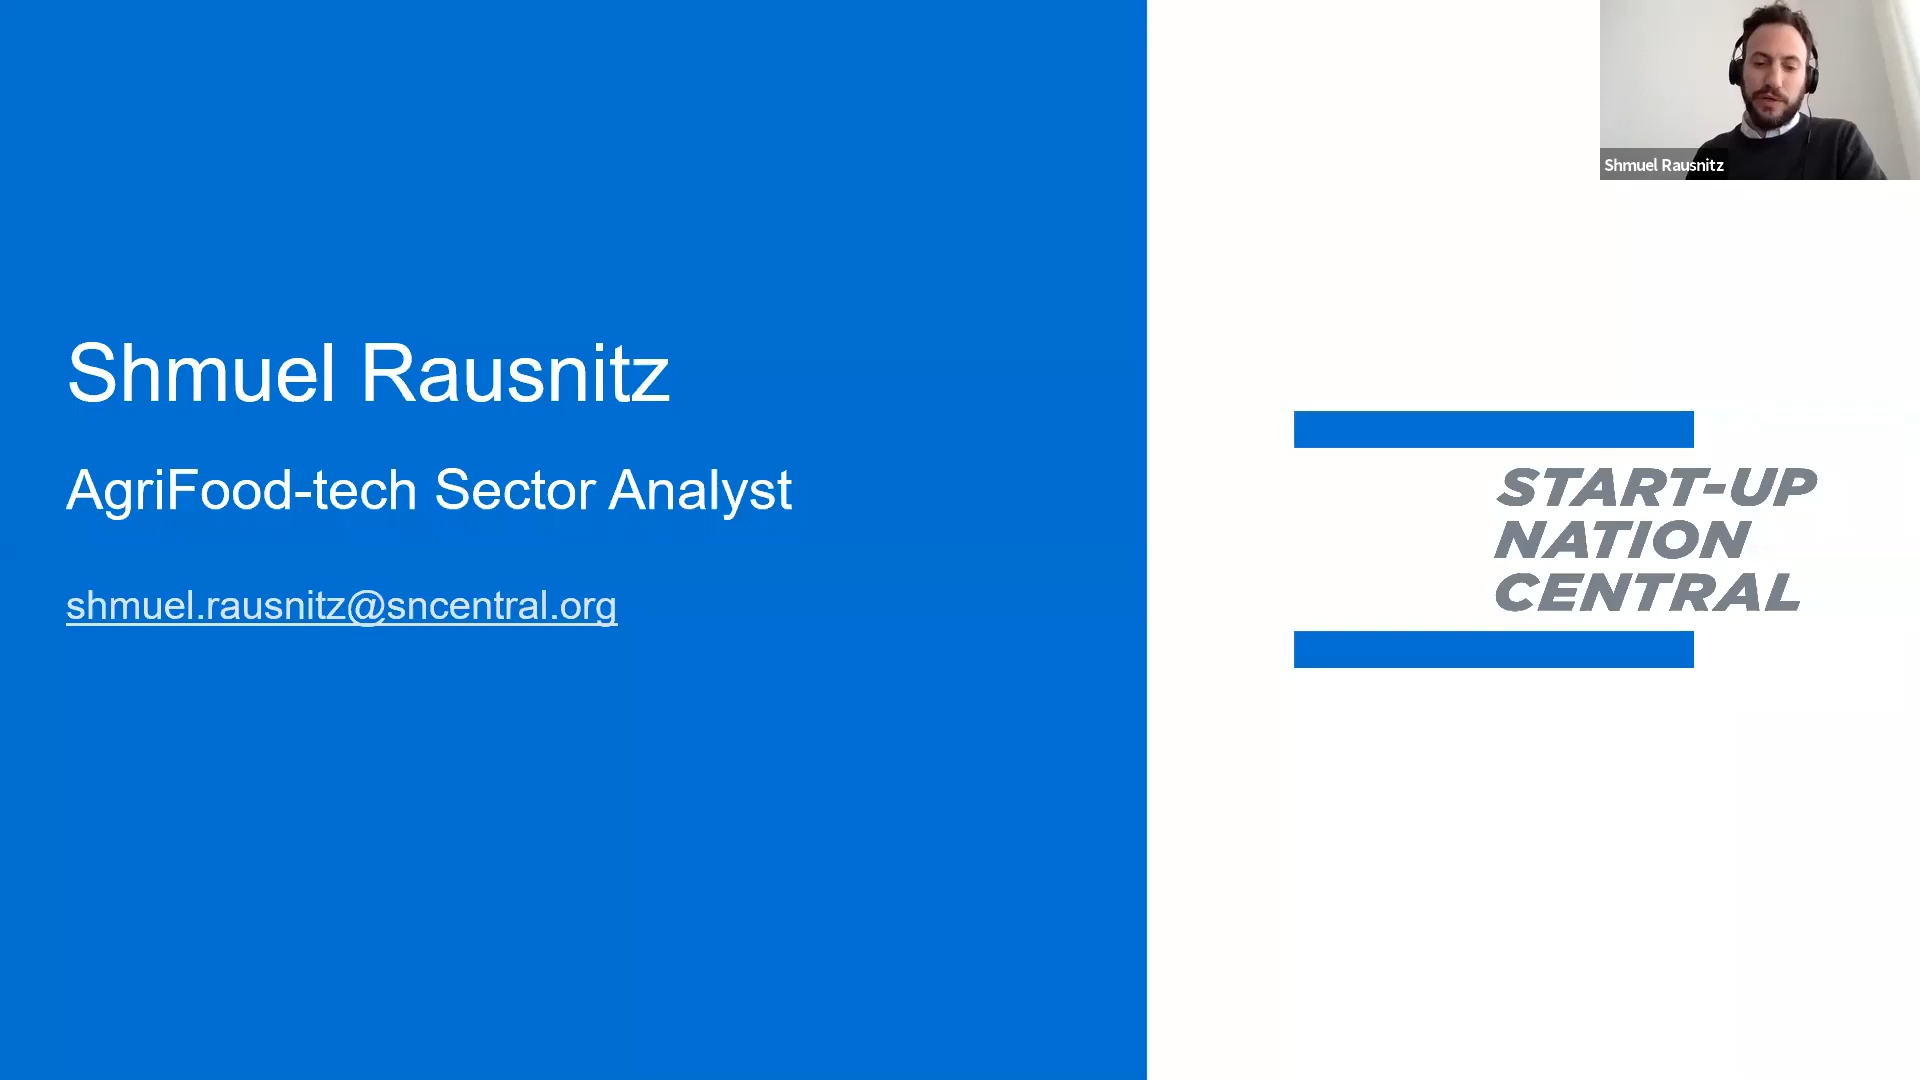 Shmuel Rausnitz
AgriFood-tech Sector Analyst
shmuel.rausnitz@sncentral.org
START-UP
NATION
CENTRAL
Shmuel Rausnitz